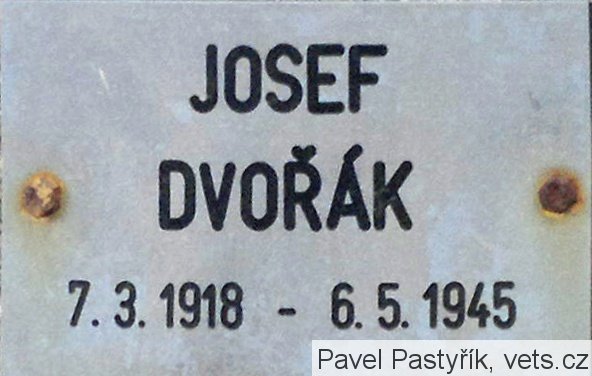 JOSEF
DVOŘÁK
7. 3. 1918 - 6. 5. 1945
Pavel Pastyřík, vets.cz